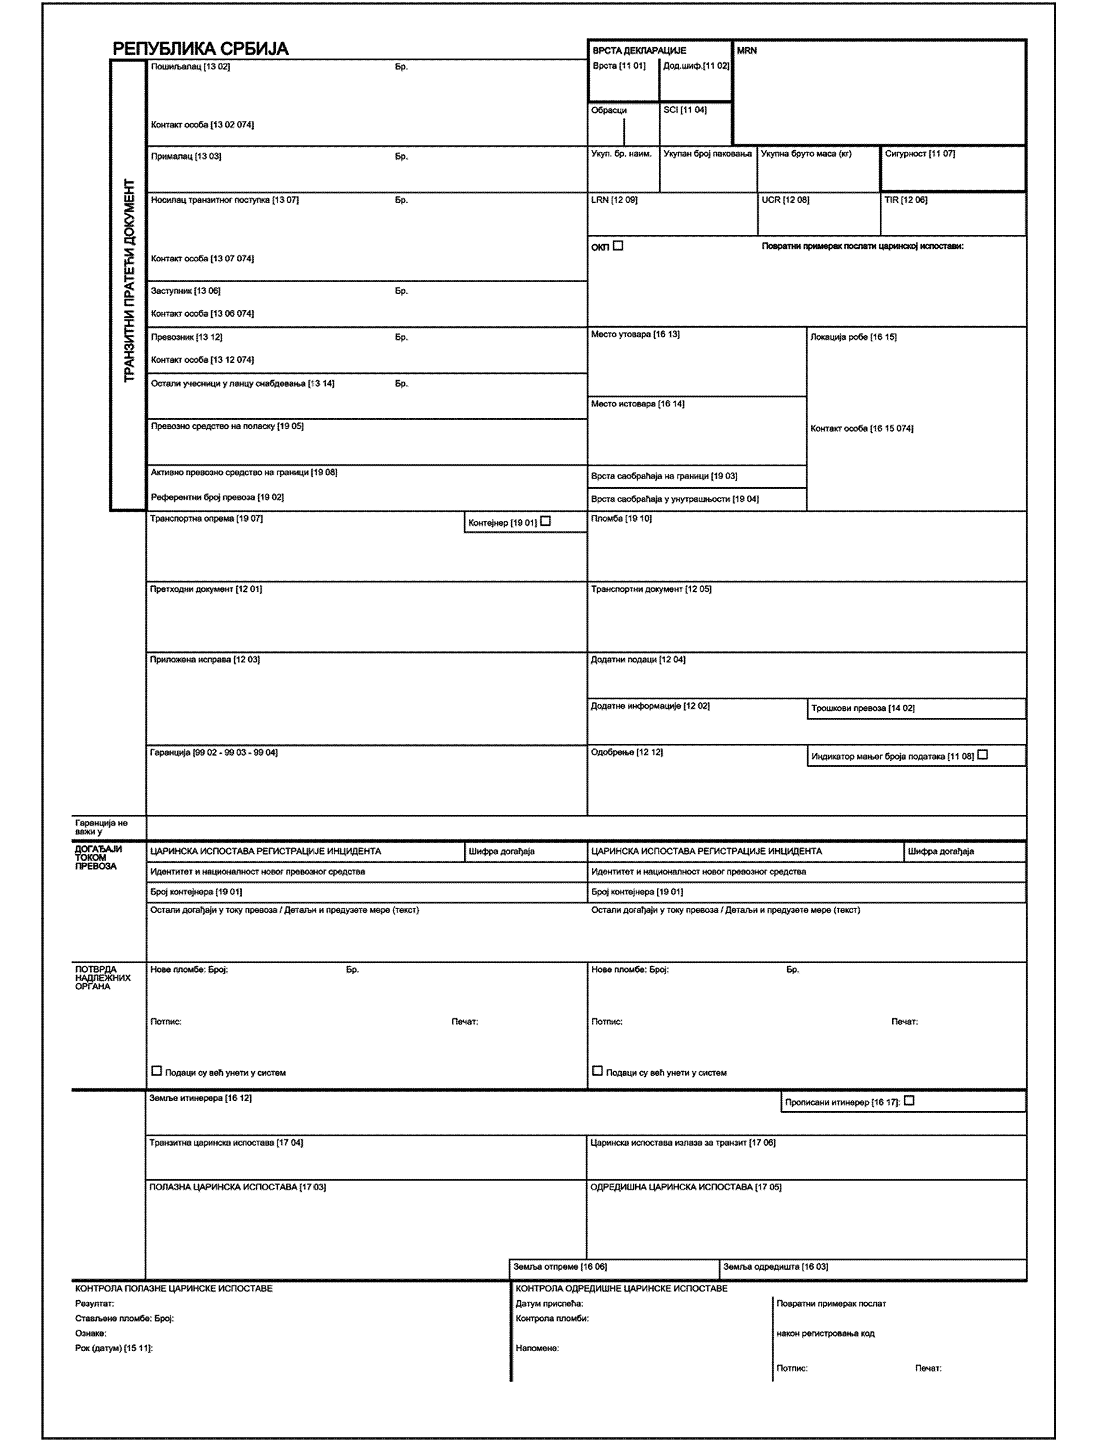 РЕПУБЛИКА СРБИЈА
ТРАНЗИТНИ ПРАТЕЋИ ДОКУМЕНТ
Пошиљалац [13 02] Бр.
Контакт особа [13 02 074]
Прималац [13 03] Бр.
Носилац транзитног поступка [13 07] Бр.
Контакт особа [13 07 074]
Заступник [13 06] Бр.
Контакт особа [13 06 074]
Превозник [13 12] Бр.
Контакт особа [13 12 074]
Остали учесници у ланцу снабдевања [13 14] Бр.
Превозно средство на поласку [19 05]
Активно превозно средство на граници [19 08]
Референтни број превоза [19 02]
ВРСТА ДЕКЛАРАЦИЈЕ MRN
Врста [11 01] Дод.шиф.[11 02]
Обрасци SCI [11 04]
Укуп. бр. наим. Укупан број паковања Укупна бруто маса (кг) Сигурност [11 07]
LRN [12 09] UCR [12 08] TIR [12 06]
ОКП Повратни примерак послати царинској испостави:
Место утовара [16 13] Локација робе [16 15]
Место истовара [16 14]
Контакт особа [16 15 074]
Врста саобраћаја на граници [19 03]
Врста саобраћаја у унутрашњости [19 04]
Транспортна опрема [19 07] Контејнер [19 01] Пломба [19 10]
Претходни документ [12 01] Транспортни документ [12 05]
Приложена исправа [12 03] Додатни подаци [12 04]
Додатне информације [12 02] Трошкови превоза [14 02]
Гаранција [99 02 - 99 03 - 99 04] Одобрење [12 12] Индикатор мањег броја података [11 08]
Гаранција не
важи у
ДОГАЂАЈИ
ТОКОМ
ПРЕВОЗА
ЦАРИНСКА ИСПОСТАВА РЕГИСТРАЦИЈЕ ИНЦИДЕНТА Шифра догађаја ЦАРИНСКА ИСПОСТАВА РЕГИСТРАЦИЈЕ ИНЦИДЕНТА Шифра догађаја
Идентитет и националност новог превозног средства Идентитет и националност новог превозног средства
Број контејнера [19 01] Број контејнера [19 01]
Остали догађаји у току превоза / Детаљи и предузете мере (текст) Остали догађаји у току превоза / Детаљи и предузете мере (текст)
ПОТВРДА
НАДЛЕЖНИХ
ОРГАНА
Нове пломбе: Број: Бр. Нове пломбе: Број: Бр.
Потпис: Печат: Потпис: Печат:
Подаци су већ унети у систем Подаци су већ унети у систем
Земље итинерера [16 12] Прописани итинерер [16 17]:
Транзитна царинска испостава [17 04] Царинска испостава излаза за транзит [17 06]
ПОЛАЗНА ЦАРИНСКА ИСПОСТАВА [17 03] ОДРЕДИШНА ЦАРИНСКА ИСПОСТАВА [17 05]
Земља отпреме [16 06] Земља одредишта [16 03]
КОНТРОЛА ПОЛАЗНЕ ЦАРИНСКЕ ИСПОСТАВЕ
Резултат:
Стављене пломбе: Број:
Ознаке:
Рок (датум) [15 11]:
КОНТРОЛА ОДРЕДИШНЕ ЦАРИНСКЕ ИСПОСТАВЕ
Датум приспећа:
Контрола пломби:
Напомене:
Повратни примерак послат
након регистровања код
Потпис: Печат: